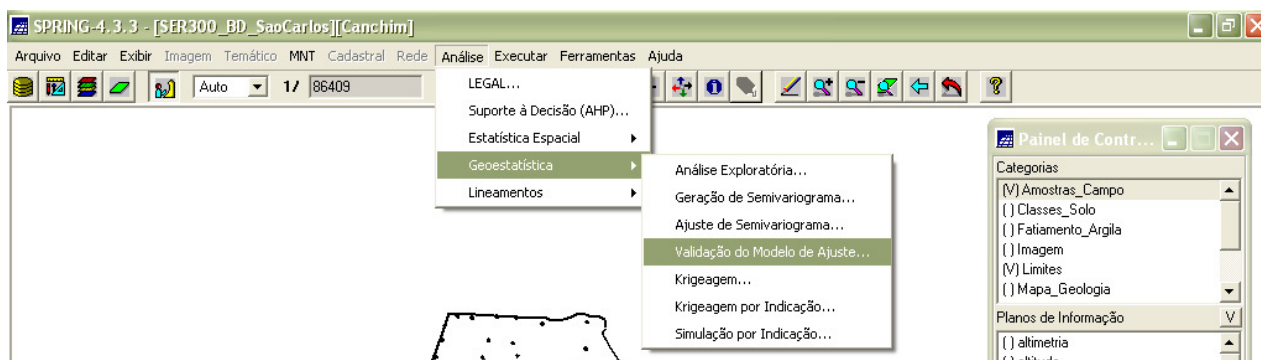 SPRING-4.3.3 - [SER300_BD_SaoCarlos][Canchim]
Arquivo Editar Exibir Imagem Temático MNT Cadastral Rede Análise Executar Ferramentas Ajuda
Auto 1/ 86409
LEGAL...
Suporte à Decisão (AHP)...
Estatística Espacial
Geoestatística
Lineamentos
Análise Exploratória...
Geração de Semivariograma...
Ajuste de Semivariograma...
Validação do Modelo de Ajuste...
Krigeagem...
Krigeagem por Indicação...
Simulação por Indicação...
Painel de Contr...
Categorias
(V) Amostras_Campo
( ) Classes_Solo
( ) Fatiamento_Argila
( ) Imagem
(V) Limites
( ) Mapa_Geologia
Planos de Informação V
( ) altimetria